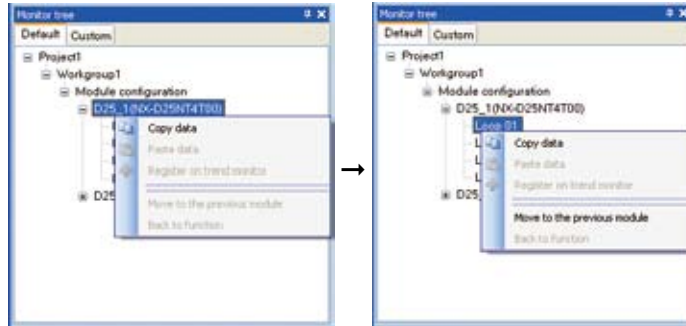 Monitor tree
Default Custom
Project1
Workgroup1
Module configuration
D25_1(NX-D25NT4T00)
Copy data
Paste data
Register on trend monitor
D25
Move to the previous module
Back to function
→
Monitor tree
Default Custom
Project1
Workgroup1
Module configuration
D25_1(NX-D25NT4T00)
Loop 01
L
Copy data
L
Paste data
L
Register on trend monitor
D25_
Move to the previous module
Back to function